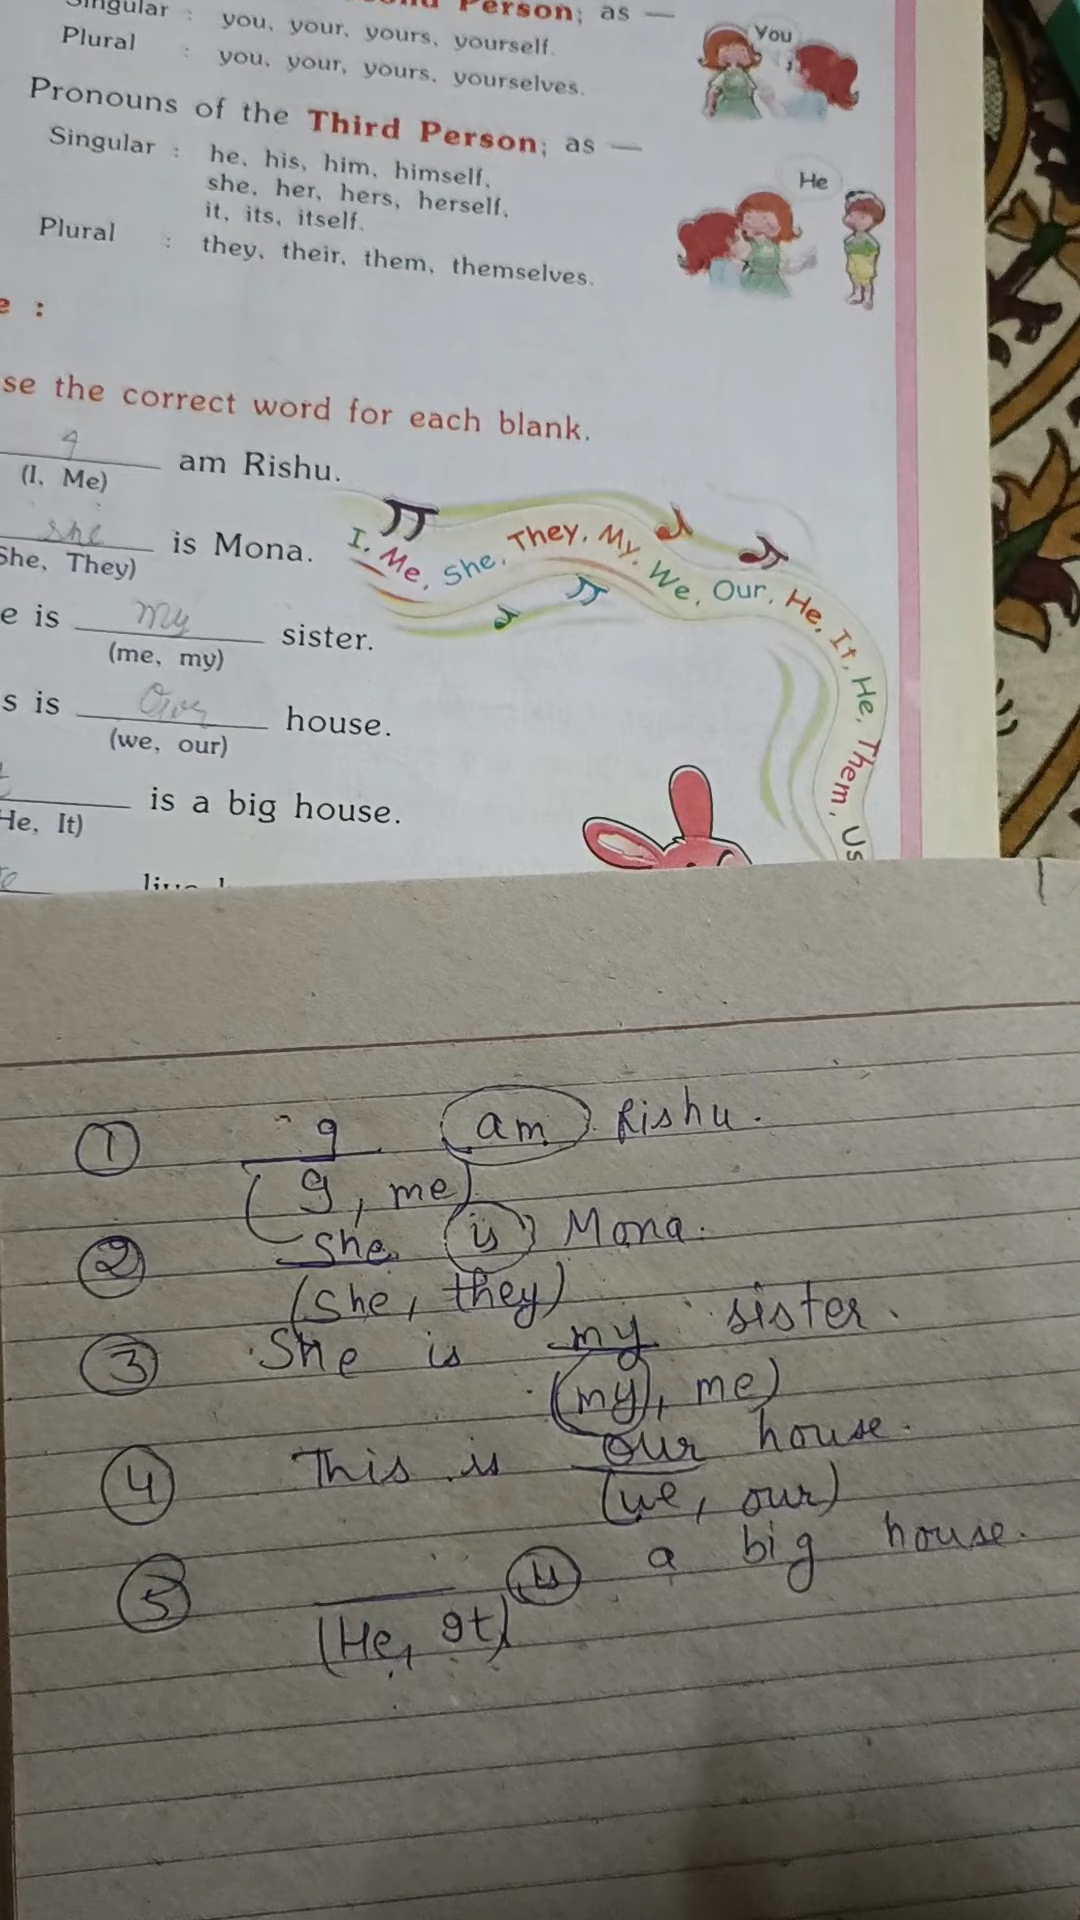 Singular : you, your, yours, yourself.
Person; as —
You
Plural : you, your, yours, yourselves.
Pronouns of the Third Person; as —
Singular : he, his, him, himself,
she, her, hers, herself,
it, its, itself.
He
Plural : they, their, them, themselves.
:
the correct word for each blank.
I am Rishu.
(I, Me)
she is Mona.
She, They)
is my sister.
(me, my)
is our house.
(we, our)
is a big house.
He, It)
I, Me, She, They, My, We, Our, He, It, He, Them, Us
1 I am Rishu.
(I, me)
2 She is Mona.
(She, they)
3 She is my sister.
(my, me)
4 This is our house.
(we, our)
5 is a big house.
(He, It)